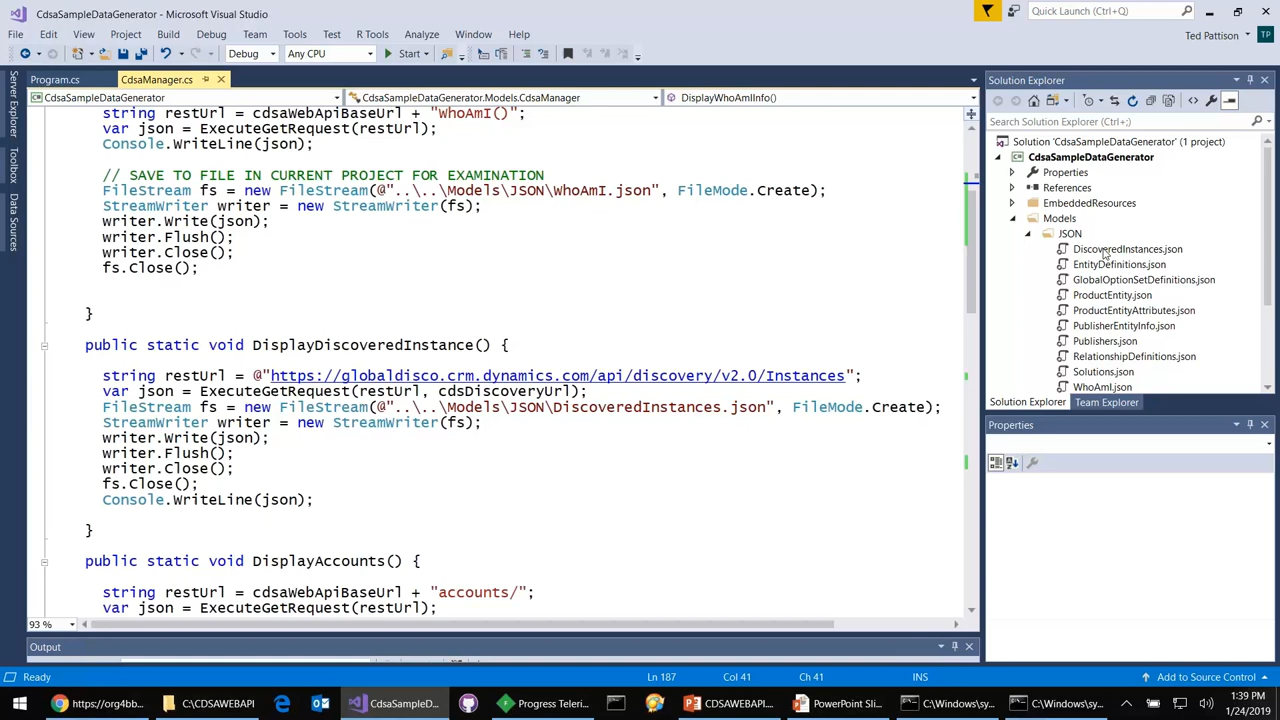 CdsaSampleDataGenerator - Microsoft Visual Studio
Quick Launch (Ctrl+Q)
File Edit View Project Build Debug Team Tools Test R Tools Analyze Window Help
Ted Pattison TP
Debug Any CPU Start
Program.cs CdsaManager.cs
CdsaSampleDataGenerator CdsaSampleDataGenerator.Models.CdsaManager DisplayWhoAmIInfo()
Server Explorer
Toolbox
Data Sources
string restUrl = cdsaWebApiBaseUrl + "WhoAmI()";
var json = ExecuteGetRequest(restUrl);
Console.WriteLine(json);
// SAVE TO FILE IN CURRENT PROJECT FOR EXAMINATION
FileStream fs = new FileStream(@"..\..\Models\JSON\WhoAmI.json", FileMode.Create);
StreamWriter writer = new StreamWriter(fs);
writer.Write(json);
writer.Flush();
writer.Close();
fs.Close();
}
public static void DisplayDiscoveredInstance() {
string restUrl = @"https://globaldisco.crm.dynamics.com/api/discovery/v2.0/Instances";
var json = ExecuteGetRequest(restUrl, cdsDiscoveryUrl);
FileStream fs = new FileStream(@"..\..\Models\JSON\DiscoveredInstances.json", FileMode.Create);
StreamWriter writer = new StreamWriter(fs);
writer.Write(json);
writer.Flush();
writer.Close();
fs.Close();
Console.WriteLine(json);
}
public static void DisplayAccounts() {
string restUrl = cdsaWebApiBaseUrl + "accounts/";
var json = ExecuteGetRequest(restUrl);
93 %
Output
Solution Explorer
Search Solution Explorer (Ctrl+;)
Solution 'CdsaSampleDataGenerator' (1 project)
CdsaSampleDataGenerator
Properties
References
EmbeddedResources
Models
JSON
DiscoveredInstances.json
EntityDefinitions.json
GlobalOptionSetDefinitions.json
ProductEntity.json
ProductEntityAttributes.json
PublisherEntityInfo.json
Publishers.json
RelationshipDefinitions.json
Solutions.json
WhoAmI.json
Solution Explorer Team Explorer
Properties
Ready Ln 187 Col 41 Ch 41 INS Add to Source Control
https://org4bb... C:\CDSAWEBAPI CdsaSampleD... Progress Teleri... CDSAWEBAPI... PowerPoint Sli... C:\Windows\sy... C:\Windows\sy...
1:39 PM
1/24/2019